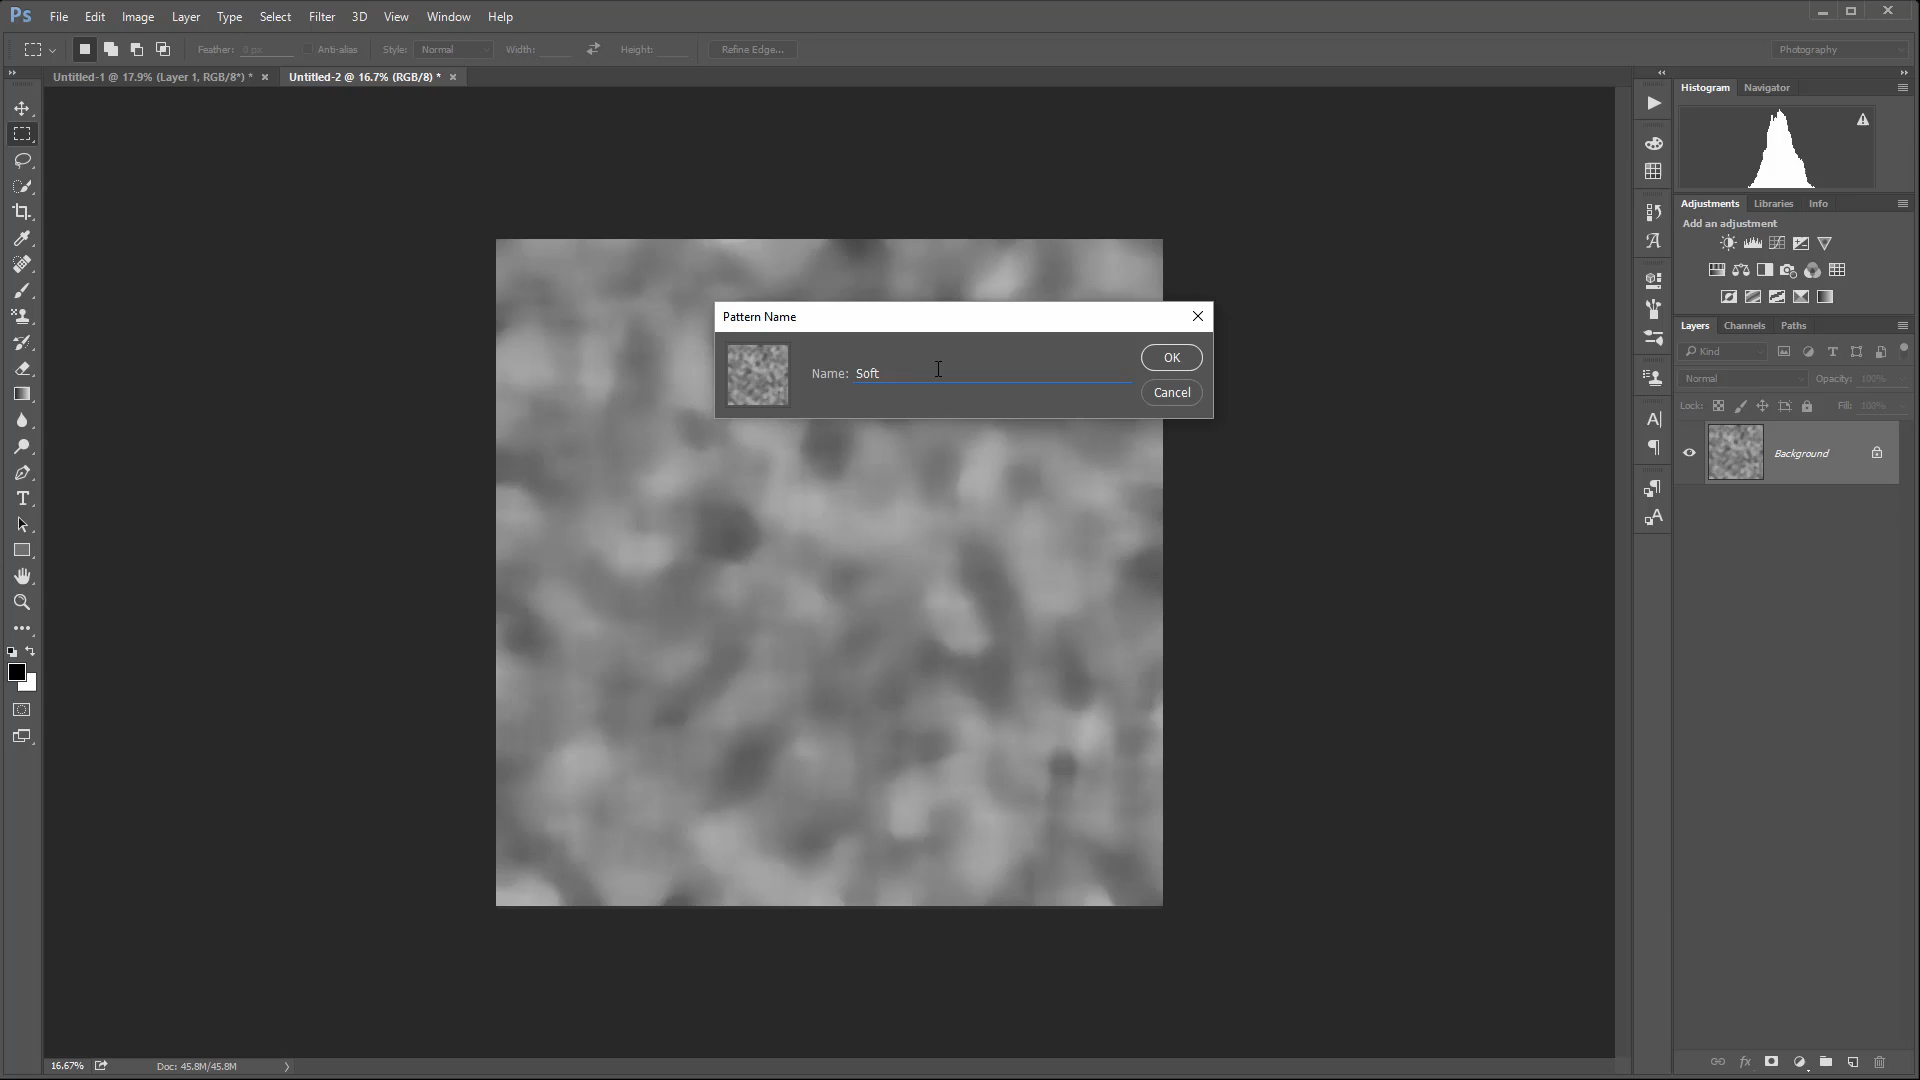 Ps File Edit Image Layer Type Select Filter 3D View Window Help
Feather: 0 px Anti-alias Style: Normal Width: Height: Refine Edge... Photography
Untitled-1 @ 17.9% (Layer 1, RGB/8*) * Untitled-2 @ 16.7% (RGB/8) *
Histogram Navigator
Adjustments Libraries Info
Add an adjustment
Pattern Name
Name: Soft
OK
Cancel
Layers Channels Paths
Kind
Normal Opacity: 100%
Lock: Fill: 100%
Background
16.67% Doc: 45.8M/45.8M